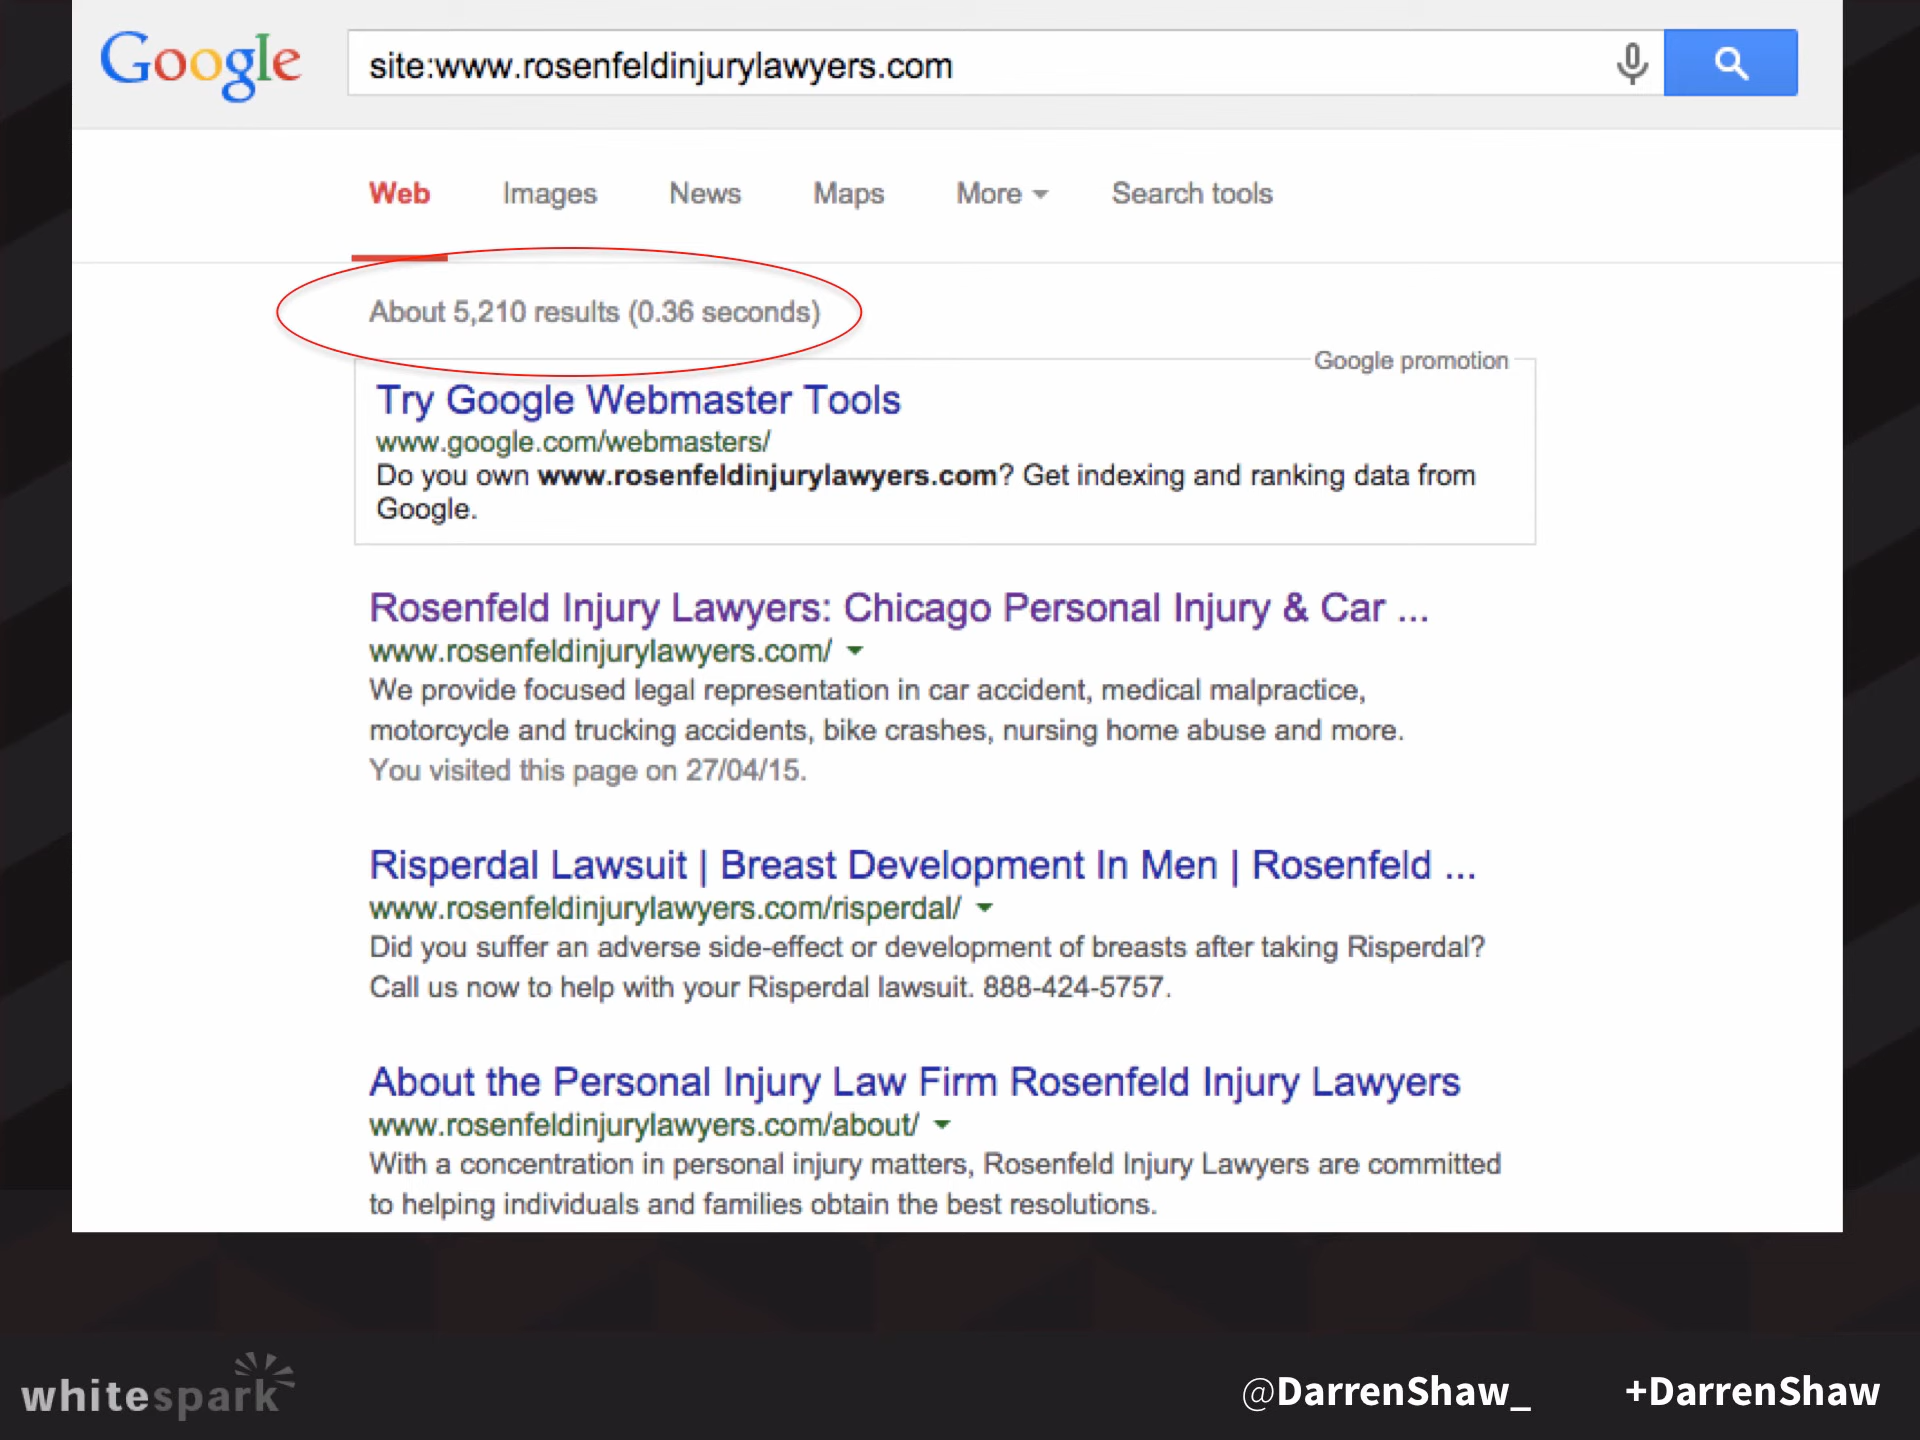 Google
site:www.rosenfeldinjurylawyers.com
Web Images News Maps More Search tools
About 5,210 results (0.36 seconds)
Google promotion
Try Google Webmaster Tools
www.google.com/webmasters/
Do you own www.rosenfeldinjurylawyers.com? Get indexing and ranking data from
Google.
Rosenfeld Injury Lawyers: Chicago Personal Injury & Car ...
www.rosenfeldinjurylawyers.com/
We provide focused legal representation in car accident, medical malpractice,
motorcycle and trucking accidents, bike crashes, nursing home abuse and more.
You visited this page on 27/04/15.
Risperdal Lawsuit | Breast Development In Men | Rosenfeld ...
www.rosenfeldinjurylawyers.com/risperdal/
Did you suffer an adverse side-effect or development of breasts after taking Risperdal?
Call us now to help with your Risperdal lawsuit. 888-424-5757.
About the Personal Injury Law Firm Rosenfeld Injury Lawyers
www.rosenfeldinjurylawyers.com/about/
With a concentration in personal injury matters, Rosenfeld Injury Lawyers are committed
to helping individuals and families obtain the best resolutions.
whitespark
@DarrenShaw_ +DarrenShaw